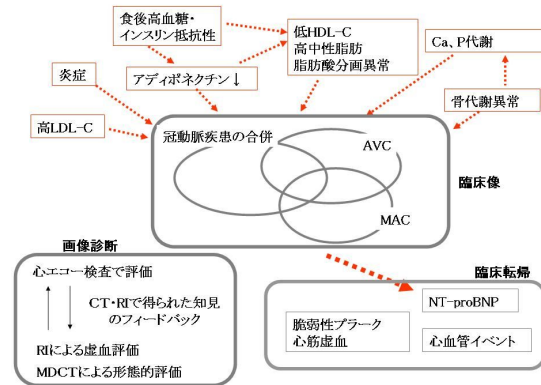 食後高血糖・
インスリン抵抗性
低HDL-C
高中性脂肪
脂肪酸分画異常
Ca、P代謝
炎症
アディポネクチン↓
骨代謝異常
高LDL-C
冠動脈疾患の合併
AVC
MAC
臨床像
画像診断
心エコー検査で評価
CT・RIで得られた知見
のフィードバック
RIによる虚血評価
MDCTによる形態的評価
臨床転帰
NT-proBNP
脆弱性プラーク
心筋虚血
心血管イベント